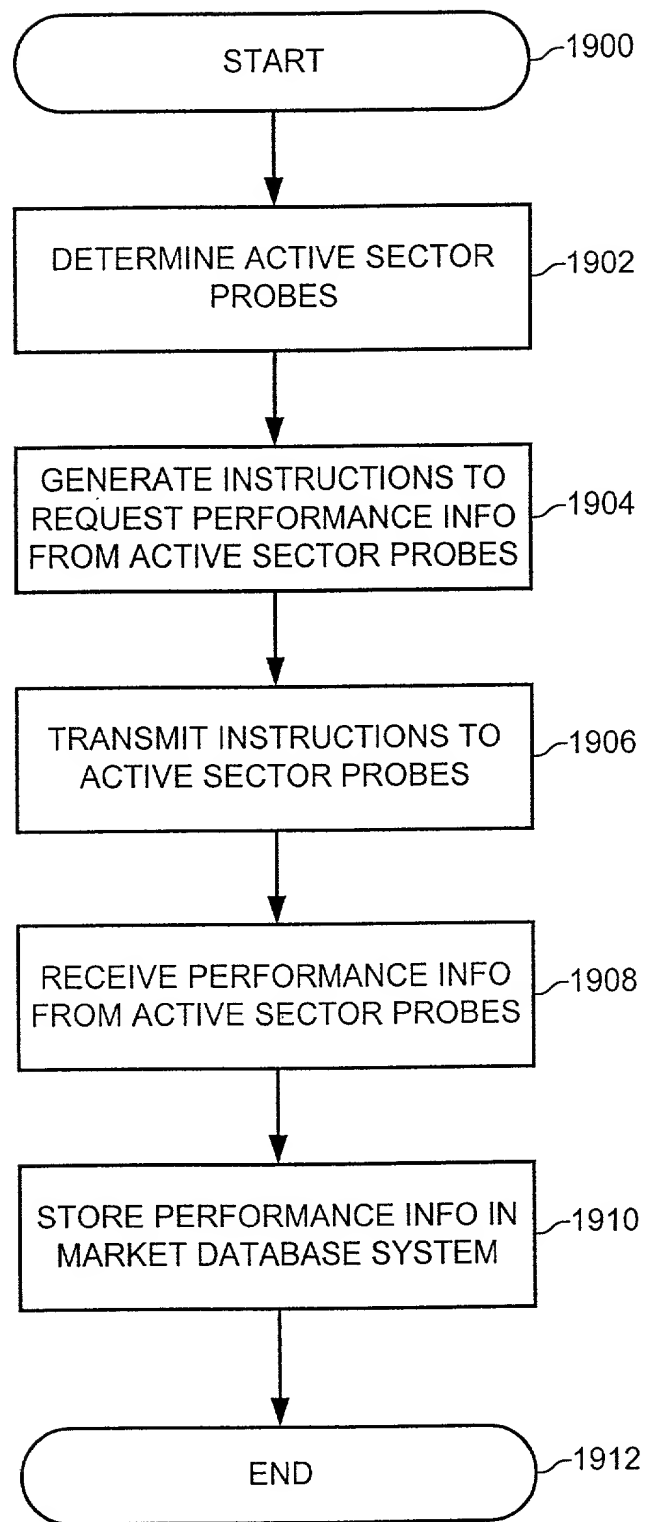 START
1900
DETERMINE ACTIVE SECTOR
PROBES
1902
GENERATE INSTRUCTIONS TO
REQUEST PERFORMANCE INFO
FROM ACTIVE SECTOR PROBES
1904
TRANSMIT INSTRUCTIONS TO
ACTIVE SECTOR PROBES
1906
RECEIVE PERFORMANCE INFO
FROM ACTIVE SECTOR PROBES
1908
STORE PERFORMANCE INFO IN
MARKET DATABASE SYSTEM
1910
END
1912